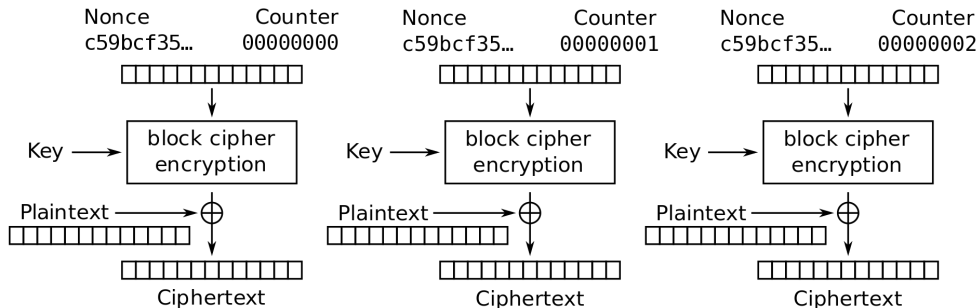 Nonce Counter Nonce Counter Nonce Counter
c59bcf35… 00000000 c59bcf35… 00000001 c59bcf35… 00000002
block cipher block cipher block cipher
Key Key Key
encryption encryption encryption
Plaintext Plaintext Plaintext
Ciphertext Ciphertext Ciphertext